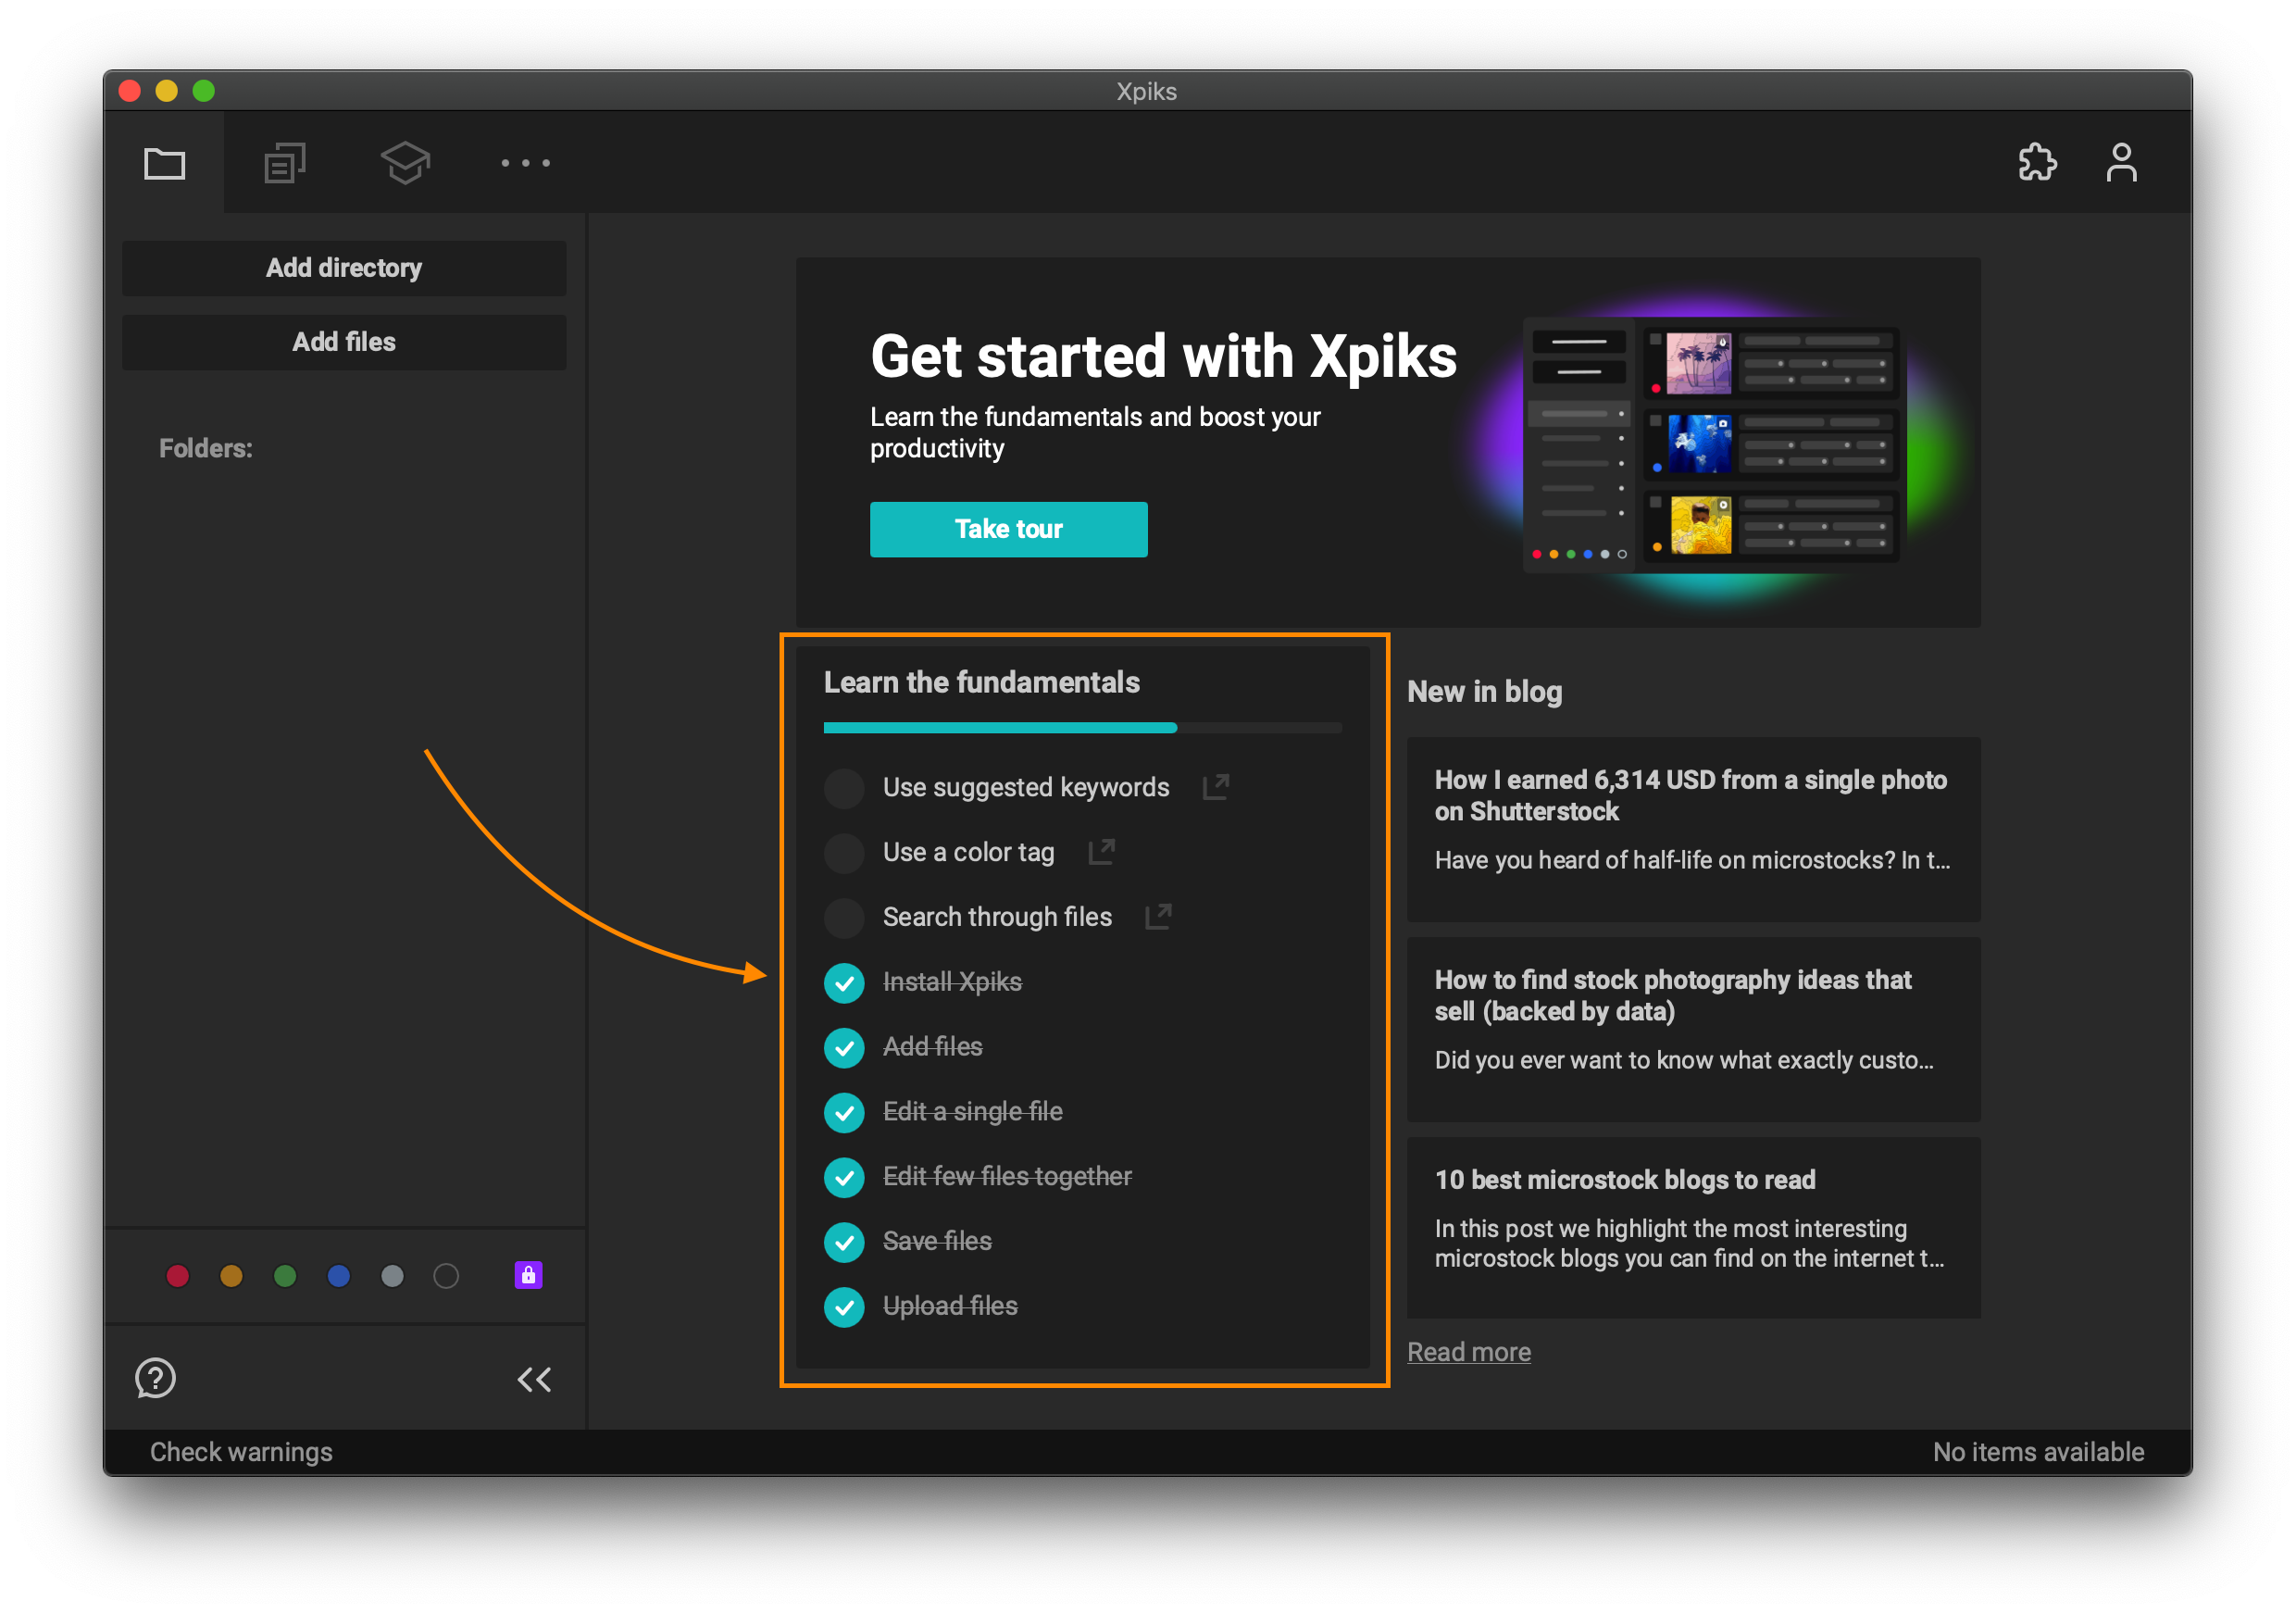 Xpiks
Add directory
Add files
Folders:
Get started with Xpiks
Learn the fundamentals and boost your
productivity
Take tour
Learn the fundamentals
Use suggested keywords
Use a color tag
Search through files
Install Xpiks
Add files
Edit a single file
Edit few files together
Save files
Upload files
New in blog
How I earned 6,314 USD from a single photo
on Shutterstock
Have you heard of half-life on microstocks? In t...
How to find stock photography ideas that
sell (backed by data)
Did you ever want to know what exactly custo...
10 best microstock blogs to read
In this post we highlight the most interesting
microstock blogs you can find on the internet t...
Read more
Check warnings
No items available